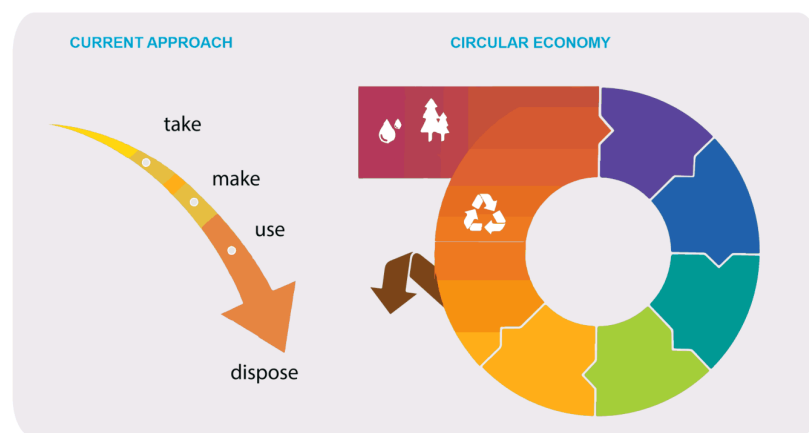 CURRENT APPROACH
CIRCULAR ECONOMY
take
make
use
dispose